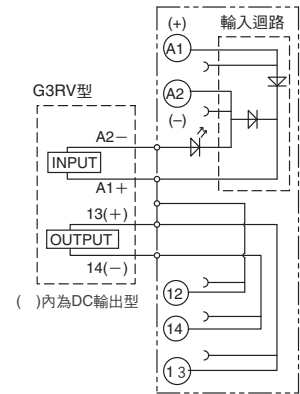 (+)
輸入迴路
A1
G3RV型
A2
(−)
A2−
INPUT
A1+
13(+)
OUTPUT
14(−)
12
( )內為DC輸出型
14
13